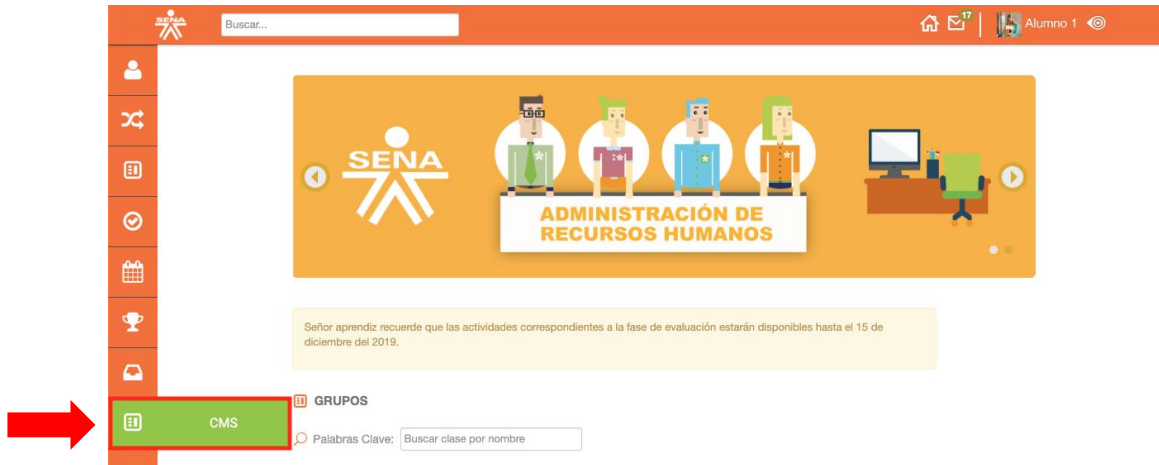 SENA
Buscar...
17
Alumno 1
SENA
ADMINISTRACIÓN DE
RECURSOS HUMANOS
Señor aprendiz recuerde que las actividades correspondientes a la fase de evaluación estarán disponibles hasta el 15 de
diciembre del 2019.
GRUPOS
CMS
Palabras Clave: Buscar clase por nombre